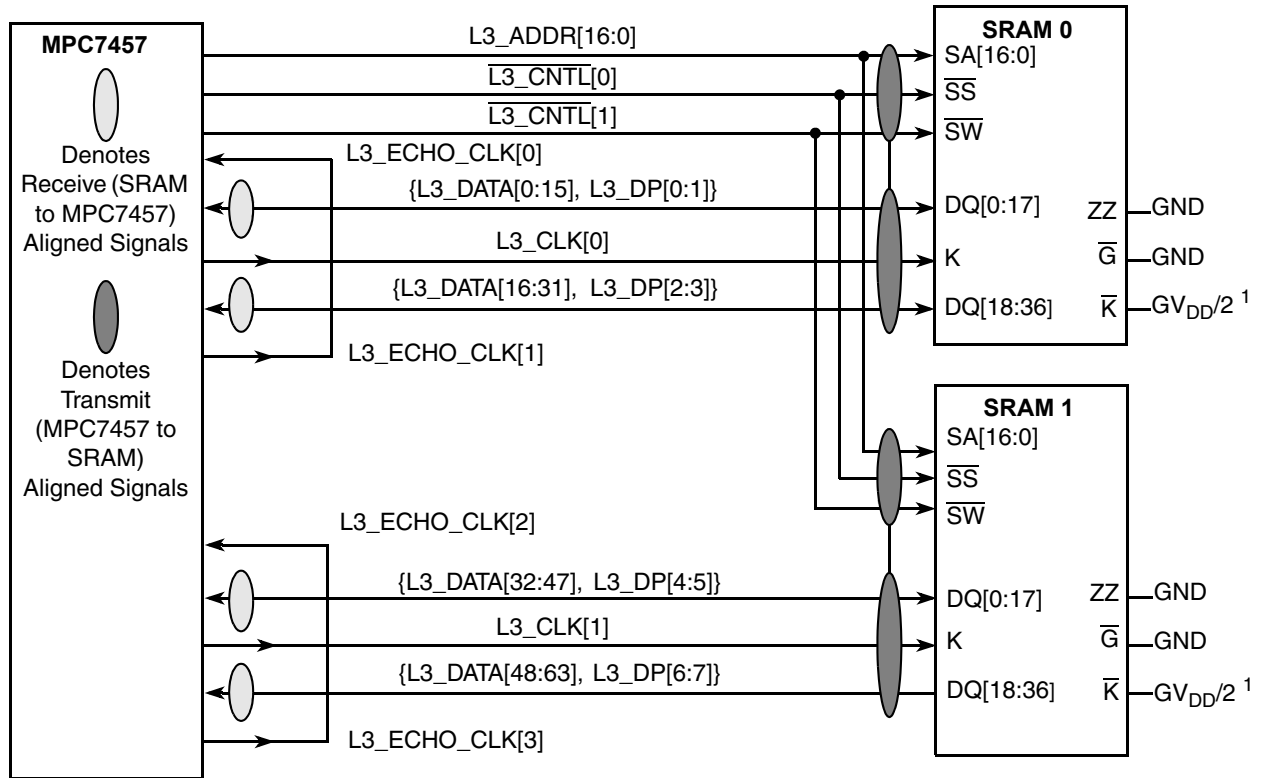 MPC7457
Denotes
Receive (SRAM
to MPC7457)
Aligned Signals
Denotes
Transmit
(MPC7457 to
SRAM)
Aligned Signals
L3_ADDR[16:0]
L3_CNTL[0]
L3_CNTL[1]
L3_ECHO_CLK[0]
{L3_DATA[0:15], L3_DP[0:1]}
L3_CLK[0]
{L3_DATA[16:31], L3_DP[2:3]}
L3_ECHO_CLK[1]
SRAM 0
SA[16:0]
SS
SW
DQ[0:17] ZZ GND
K G GND
DQ[18:36] K GVDD/2 1
SRAM 1
SA[16:0]
SS
SW
L3_ECHO_CLK[2]
{L3_DATA[32:47], L3_DP[4:5]}
L3_CLK[1]
{L3_DATA[48:63], L3_DP[6:7]}
L3_ECHO_CLK[3]
DQ[0:17] ZZ GND
K G GND
DQ[18:36] K GVDD/2 1